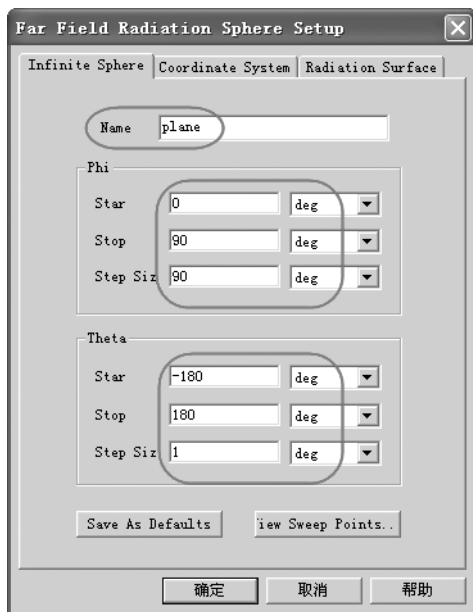 Far Field Radiation Sphere Setup
Infinite Sphere Coordinate System Radiation Surface
Name plane
Phi
Star 0 deg
Stop 90 deg
Step Siz 90 deg
Theta
Star -180 deg
Stop 180 deg
Step Siz 1 deg
Save As Defaults iew Sweep Points..
确定 取消 帮助